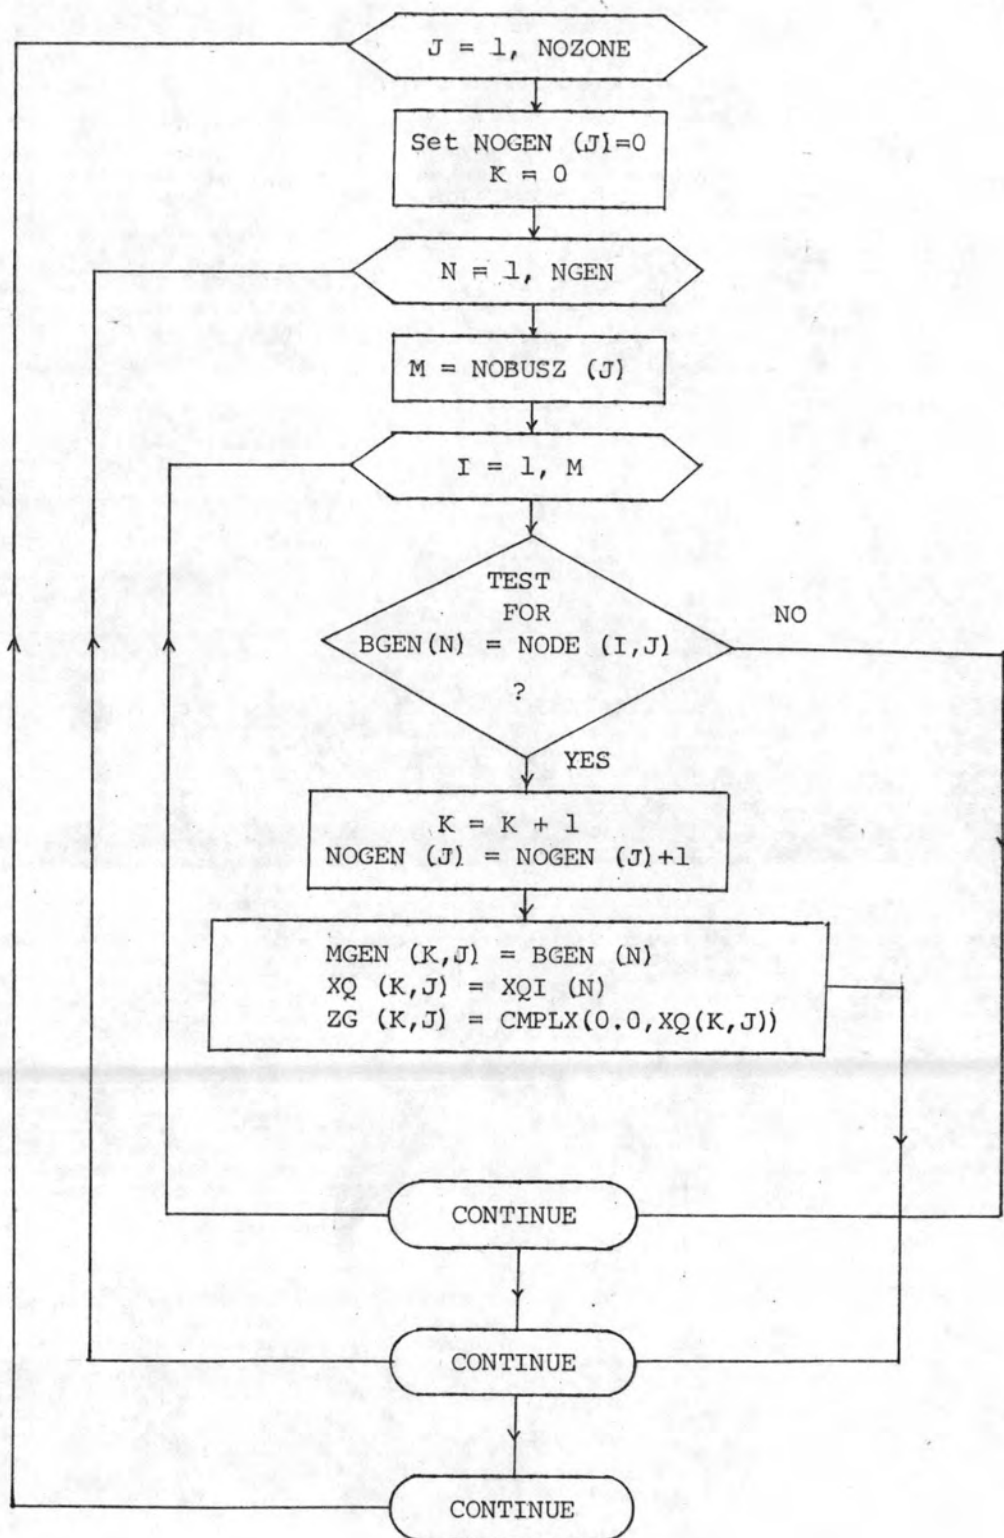 J = 1, NOZONE
Set NOGEN (J)=0
K = 0
N = 1, NGEN
M = NOBUSZ (J)
I = 1, M
TEST
FOR
BGEN(N) = NODE (I,J)
?
NO
YES
K = K + 1
NOGEN (J) = NOGEN (J)+1
MGEN (K,J) = BGEN (N)
XQ (K,J) = XQI (N)
ZG (K,J) = CMPLX(0.0,XQ(K,J))
CONTINUE
CONTINUE
CONTINUE